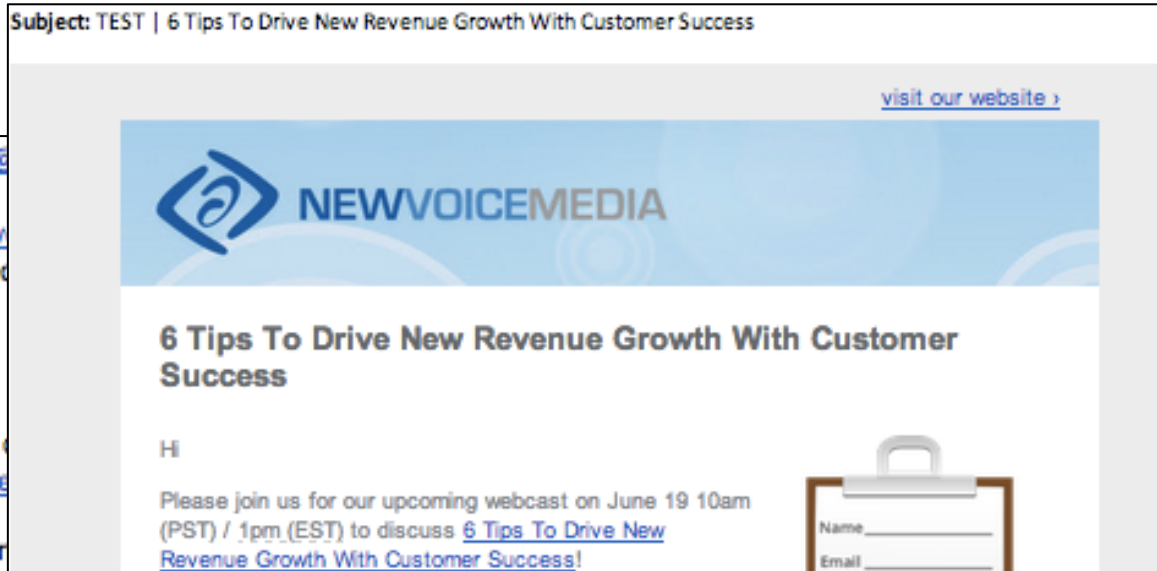 Subject: TEST | 6 Tips To Drive New Revenue Growth With Customer Success
visit our website ›
NEWVOICEMEDIA
6 Tips To Drive New Revenue Growth With Customer
Success
Hi
Please join us for our upcoming webcast on June 19 10am
(PST) / 1pm (EST) to discuss 6 Tips To Drive New
Revenue Growth With Customer Success!
Name
Email